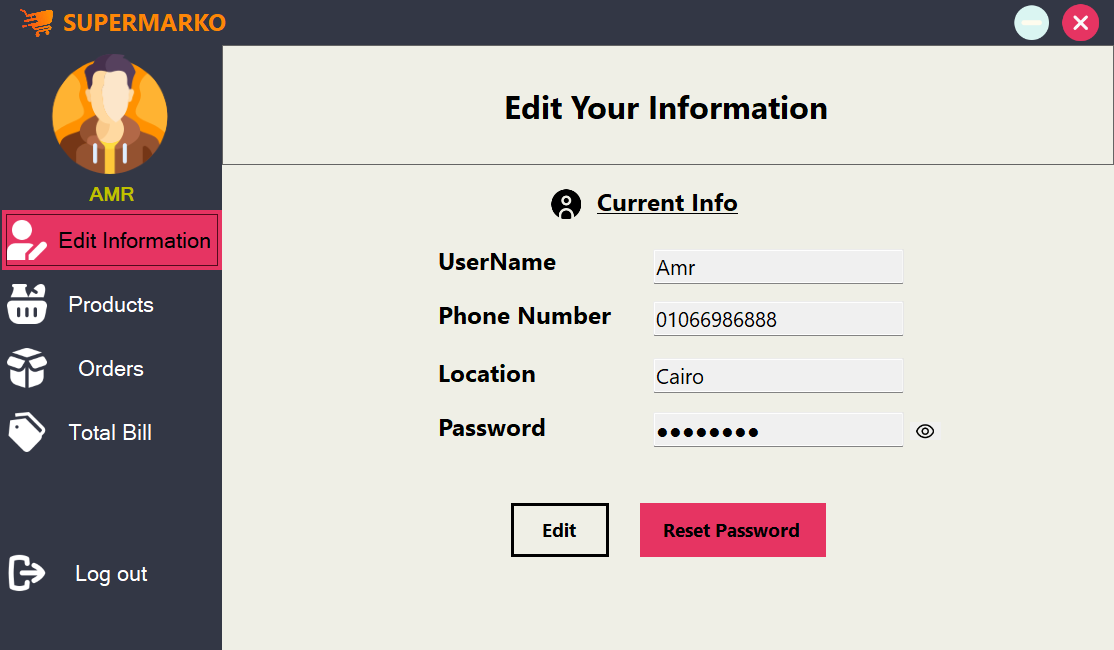 SUPERMARKO
AMR
Edit Information
Products
Orders
Total Bill
Log out
Edit Your Information
Current Info
UserName Amr
Phone Number 01066986888
Location Cairo
Password ●●●●●●●●
Edit Reset Password